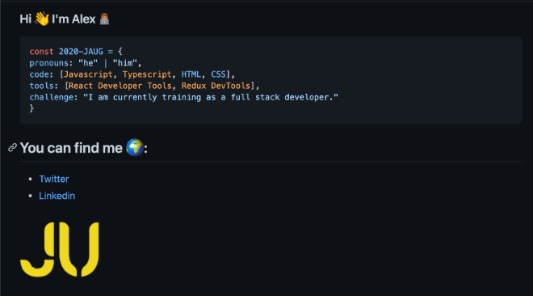 Hi 👋 I'm Alex 👨🏽‍💻
const 2020-JAUG = {
pronouns: "he" | "him",
code: [Javascript, Typescript, HTML, CSS],
tools: [React Developer Tools, Redux DevTools],
challenge: "I am currently training as a full stack developer."
}
You can find me 🌍:
Twitter
Linkedin
JU